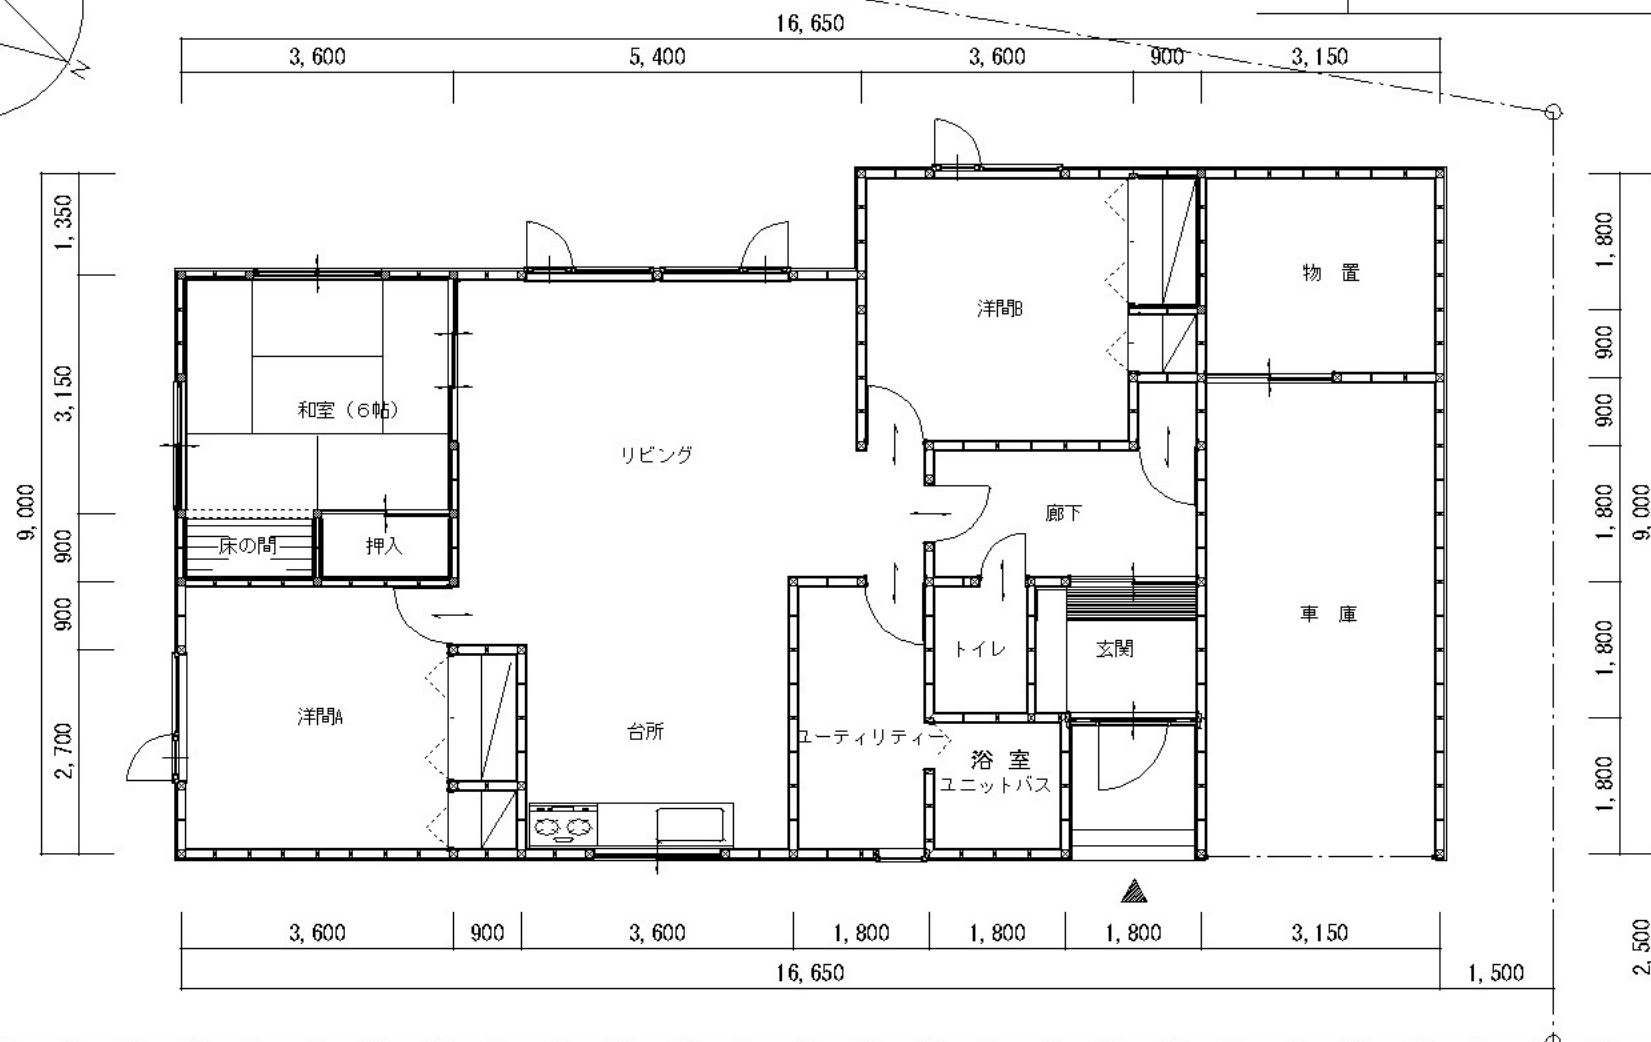 16,650
3,600 5,400 3,600 900 3,150
N
1,350
3,150
900
900
2,700
9,000
1,800
900
900
1,800
1,800
1,800
9,000
2,500
物 置
洋間B
和室（6帖）
リビング
廊下
床の間
押入
車 庫
トイレ
玄関
洋間A
台所
ユーティリティー
浴 室
ユニットバス
3,600 900 3,600 1,800 1,800 1,800 3,150
16,650 1,500